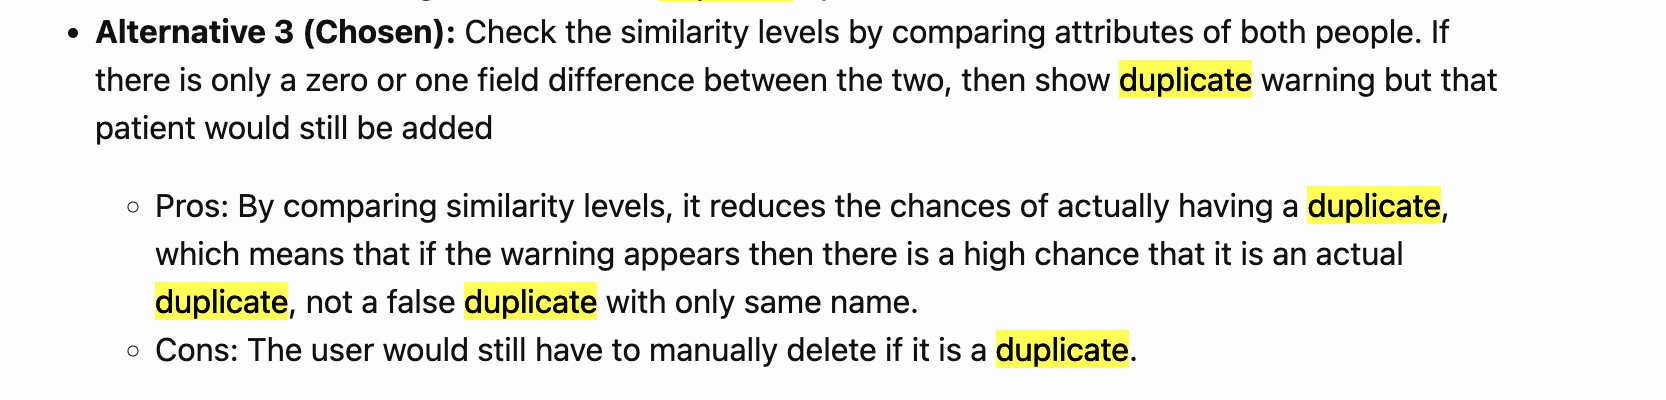 Alternative 3 (Chosen): Check the similarity levels by comparing attributes of both people. If
there is only a zero or one field difference between the two, then show duplicate warning but that
patient would still be added
Pros: By comparing similarity levels, it reduces the chances of actually having a duplicate,
which means that if the warning appears then there is a high chance that it is an actual
duplicate, not a false duplicate with only same name.
Cons: The user would still have to manually delete if it is a duplicate.